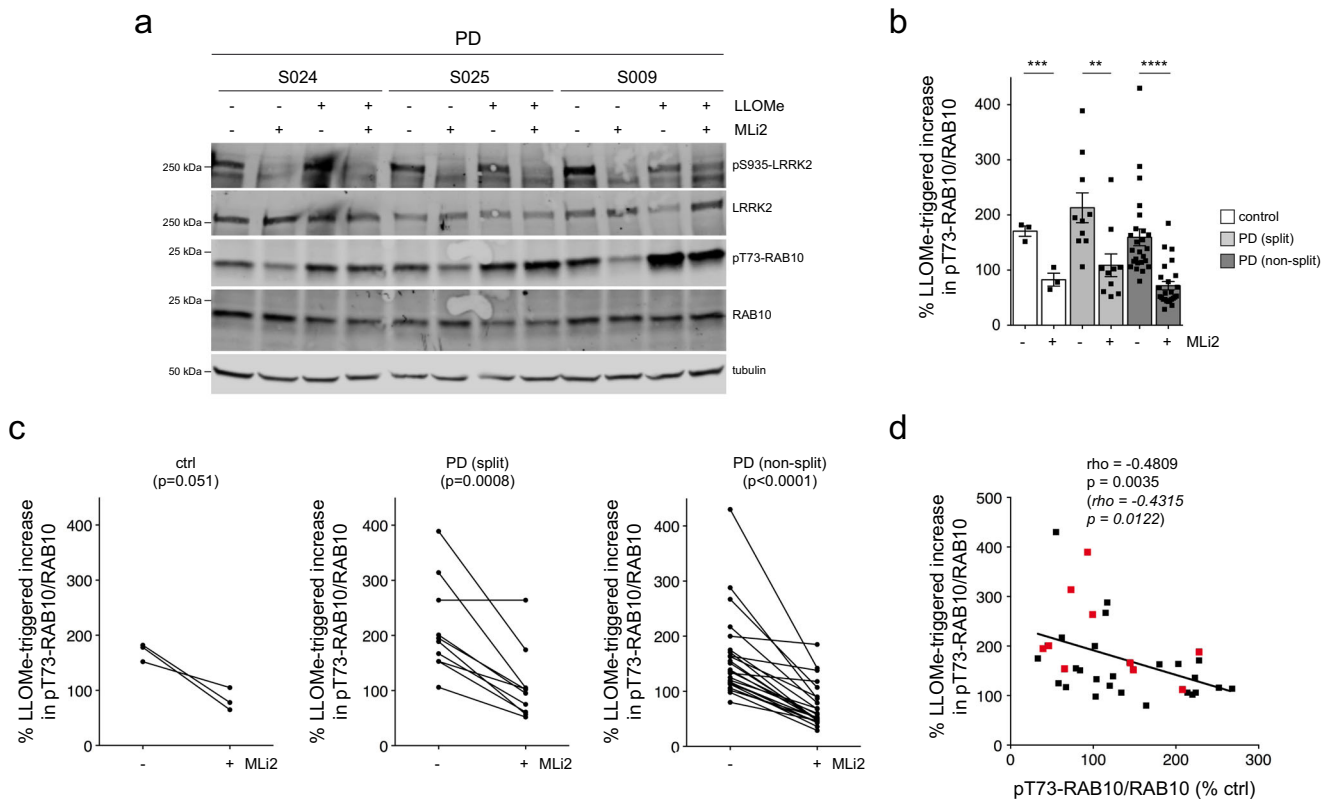 a
PD
S024 S025 S009
- - + + - - + + - - + + LLOMe
- + - + - + - + - + - + MLi2
250 kDa pS935-LRRK2
250 kDa LRRK2
25 kDa pT73-RAB10
25 kDa RAB10
50 kDa tubulin
b
*** ** ****
% LLOMe-triggered increase
in pT73-RAB10/RAB10
400
300
200
100
0
- + - + - + MLi2
control
PD (split)
PD (non-split)
c
ctrl
(p=0.051)
% LLOMe-triggered increase
in pT73-RAB10/RAB10
400
300
200
100
0
- + MLi2
PD (split)
(p=0.0008)
% LLOMe-triggered increase
in pT73-RAB10/RAB10
400
300
200
100
0
- + MLi2
PD (non-split)
(p<0.0001)
% LLOMe-triggered increase
in pT73-RAB10/RAB10
400
300
200
100
0
- + MLi2
d
rho = -0.4809
p = 0.0035
(rho = -0.4315
p = 0.0122)
% LLOMe-triggered increase
in pT73-RAB10/RAB10
500
400
300
200
100
0
0 100 200 300
pT73-RAB10/RAB10 (% ctrl)